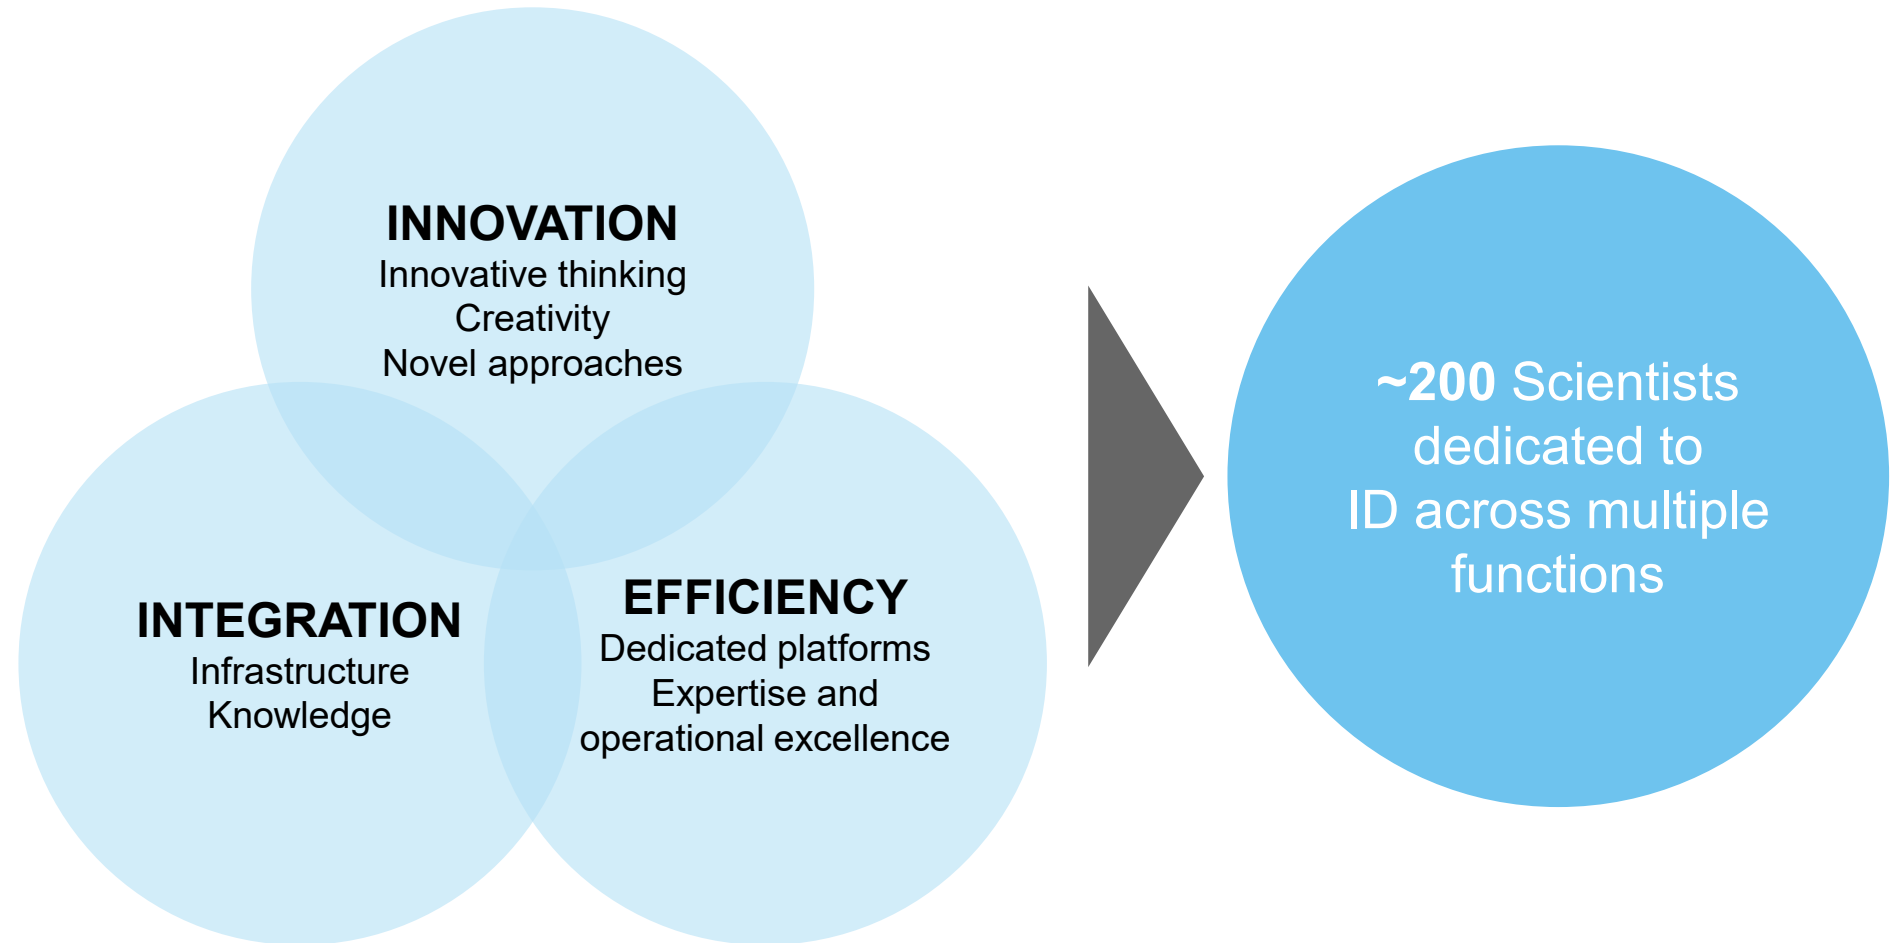 INNOVATION
Innovative thinking
Creativity
Novel approaches
INTEGRATION
Infrastructure
Knowledge
EFFICIENCY
Dedicated platforms
Expertise and
operational excellence
~200 Scientists
dedicated to
ID across multiple
functions